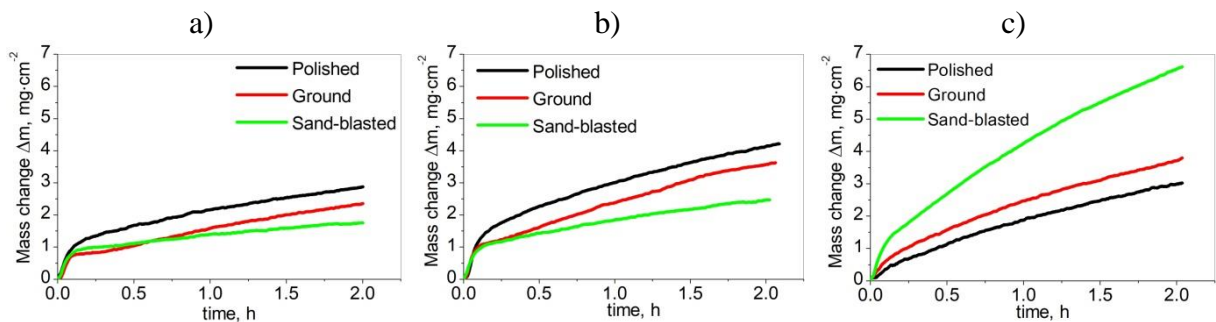 a)
7
6
5
4
3
2
1
0
Mass change Δm, mg·cm⁻²
Polished
Ground
Sand-blasted
0.0 0.5 1.0 1.5 2.0
time, h
b)
7
6
5
4
3
2
1
0
Mass change Δm, mg·cm⁻²
Polished
Ground
Sand-blasted
0.0 0.5 1.0 1.5 2.0
time, h
c)
7
6
5
4
3
2
1
0
Mass change Δm, mg·cm⁻²
Polished
Ground
Sand-blasted
0.0 0.5 1.0 1.5 2.0
time, h